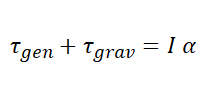 τ_gen + τ_grav = I α